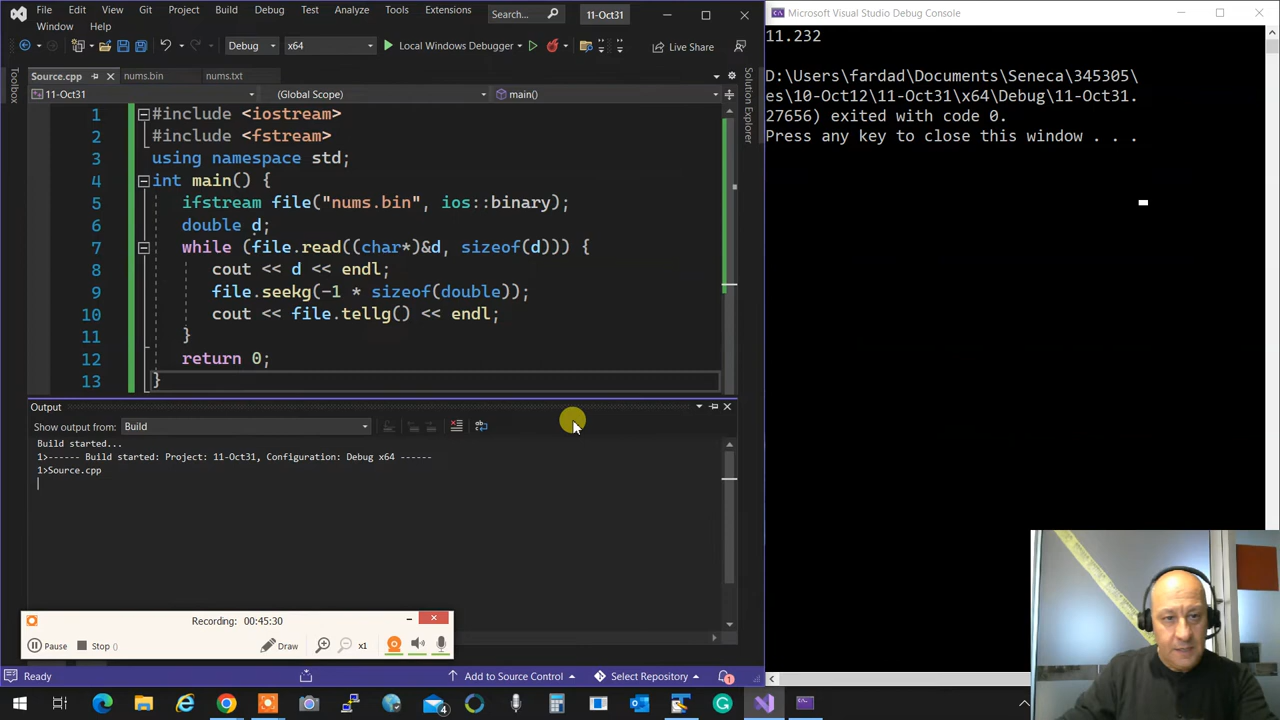 File Edit View Git Project Build Debug Test Analyze Tools Extensions Search... 11-Oct31
Window Help
Debug x64 Local Windows Debugger Live Share
Toolbox
Source.cpp nums.bin nums.txt
11-Oct31 (Global Scope) main()
Solution Explorer
1 #include <iostream>
2 #include <fstream>
3 using namespace std;
4 int main() {
5 ifstream file("nums.bin", ios::binary);
6 double d;
7 while (file.read((char*)&d, sizeof(d))) {
8 cout << d << endl;
9 file.seekg(-1 * sizeof(double));
10 cout << file.tellg() << endl;
11 }
12 return 0;
13 }
Output
Show output from: Build
Build started...
1>------ Build started: Project: 11-Oct31, Configuration: Debug x64 ------
1>Source.cpp
Recording: 00:45:30
Pause Stop () Draw x1
Ready Add to Source Control Select Repository 1
4
Microsoft Visual Studio Debug Console
11.232
D:\Users\fardad\Documents\Seneca\345305\
es\10-Oct12\11-Oct31\x64\Debug\11-Oct31.
27656) exited with code 0.
Press any key to close this window . . .